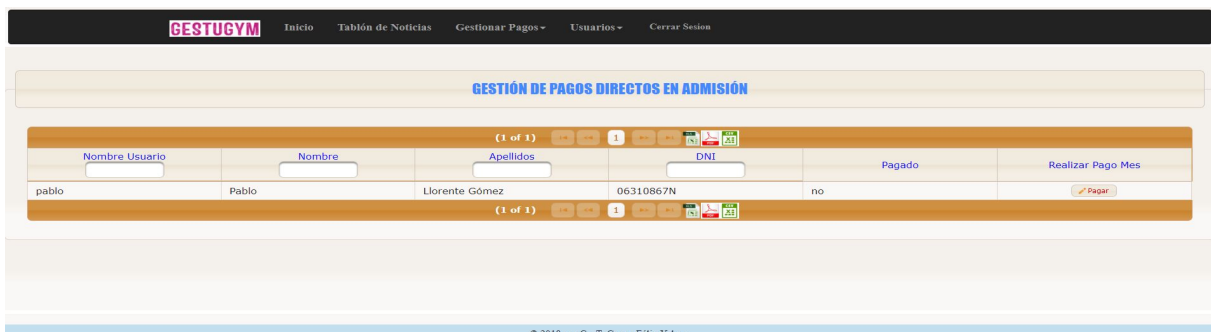 GESTUGYM Inicio Tablón de Noticias Gestionar Pagos Usuarios Cerrar Sesion
GESTIÓN DE PAGOS DIRECTOS EN ADMISIÓN
(1 of 1) 1
Nombre Usuario Nombre Apellidos DNI Pagado Realizar Pago Mes
pablo Pablo Llorente Gómez 06310867N no Pagar
(1 of 1) 1